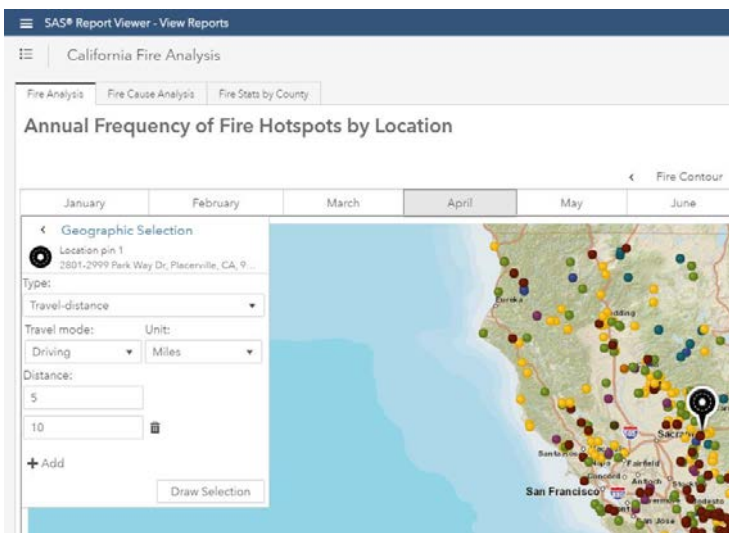 SAS® Report Viewer - View Reports
California Fire Analysis
Fire Analysis Fire Cause Analysis Fire Stats by County
Annual Frequency of Fire Hotspots by Location
Fire Contour
January February March April May June
Geographic Selection
Location pin 1
2801-2999 Park Way Dr, Placerville, CA, 9...
Type:
Travel-distance
Travel mode: Unit:
Driving Miles
Distance:
5
10
Add
Draw Selection
Eureka
Fairfield
Concord
Antioch
San Francisco
San Jose